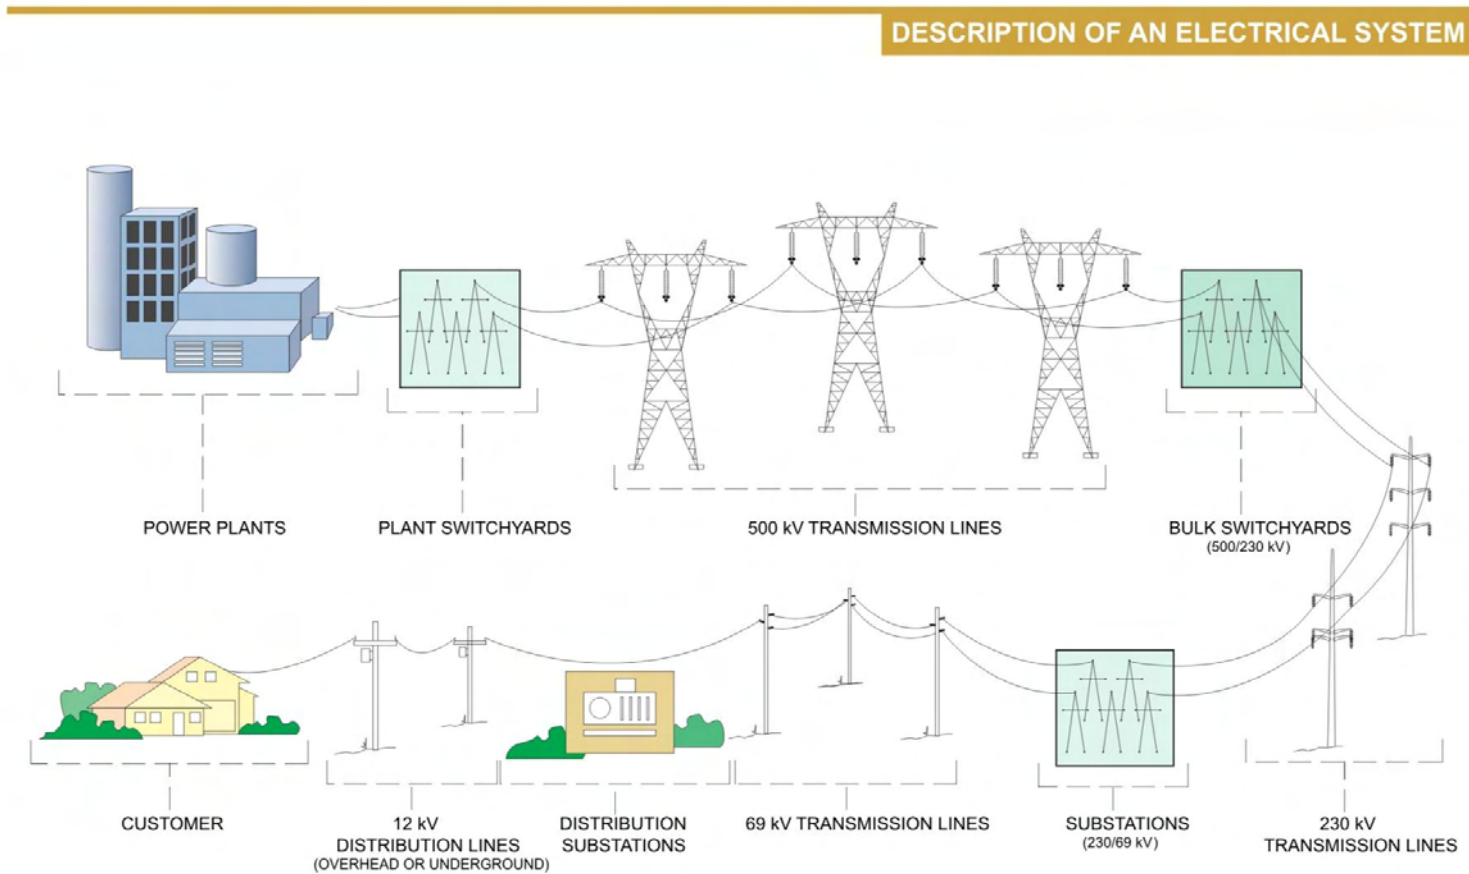 DESCRIPTION OF AN ELECTRICAL SYSTEM
POWER PLANTS
PLANT SWITCHYARDS
500 kV TRANSMISSION LINES
BULK SWITCHYARDS
(500/230 kV)
CUSTOMER
12 kV
DISTRIBUTION LINES
(OVERHEAD OR UNDERGROUND)
DISTRIBUTION
SUBSTATIONS
69 kV TRANSMISSION LINES
SUBSTATIONS
(230/69 kV)
230 kV
TRANSMISSION LINES